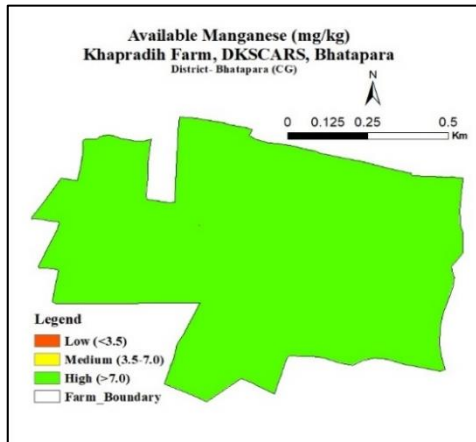 Available Manganese (mg/kg)
Khapradih Farm, DKSCARS, Bhatapara
District- Bhatapara (CG)
N
0 0.125 0.25 0.5
Km
Legend
Low (<3.5)
Medium (3.5-7.0)
High (>7.0)
Farm_Boundary